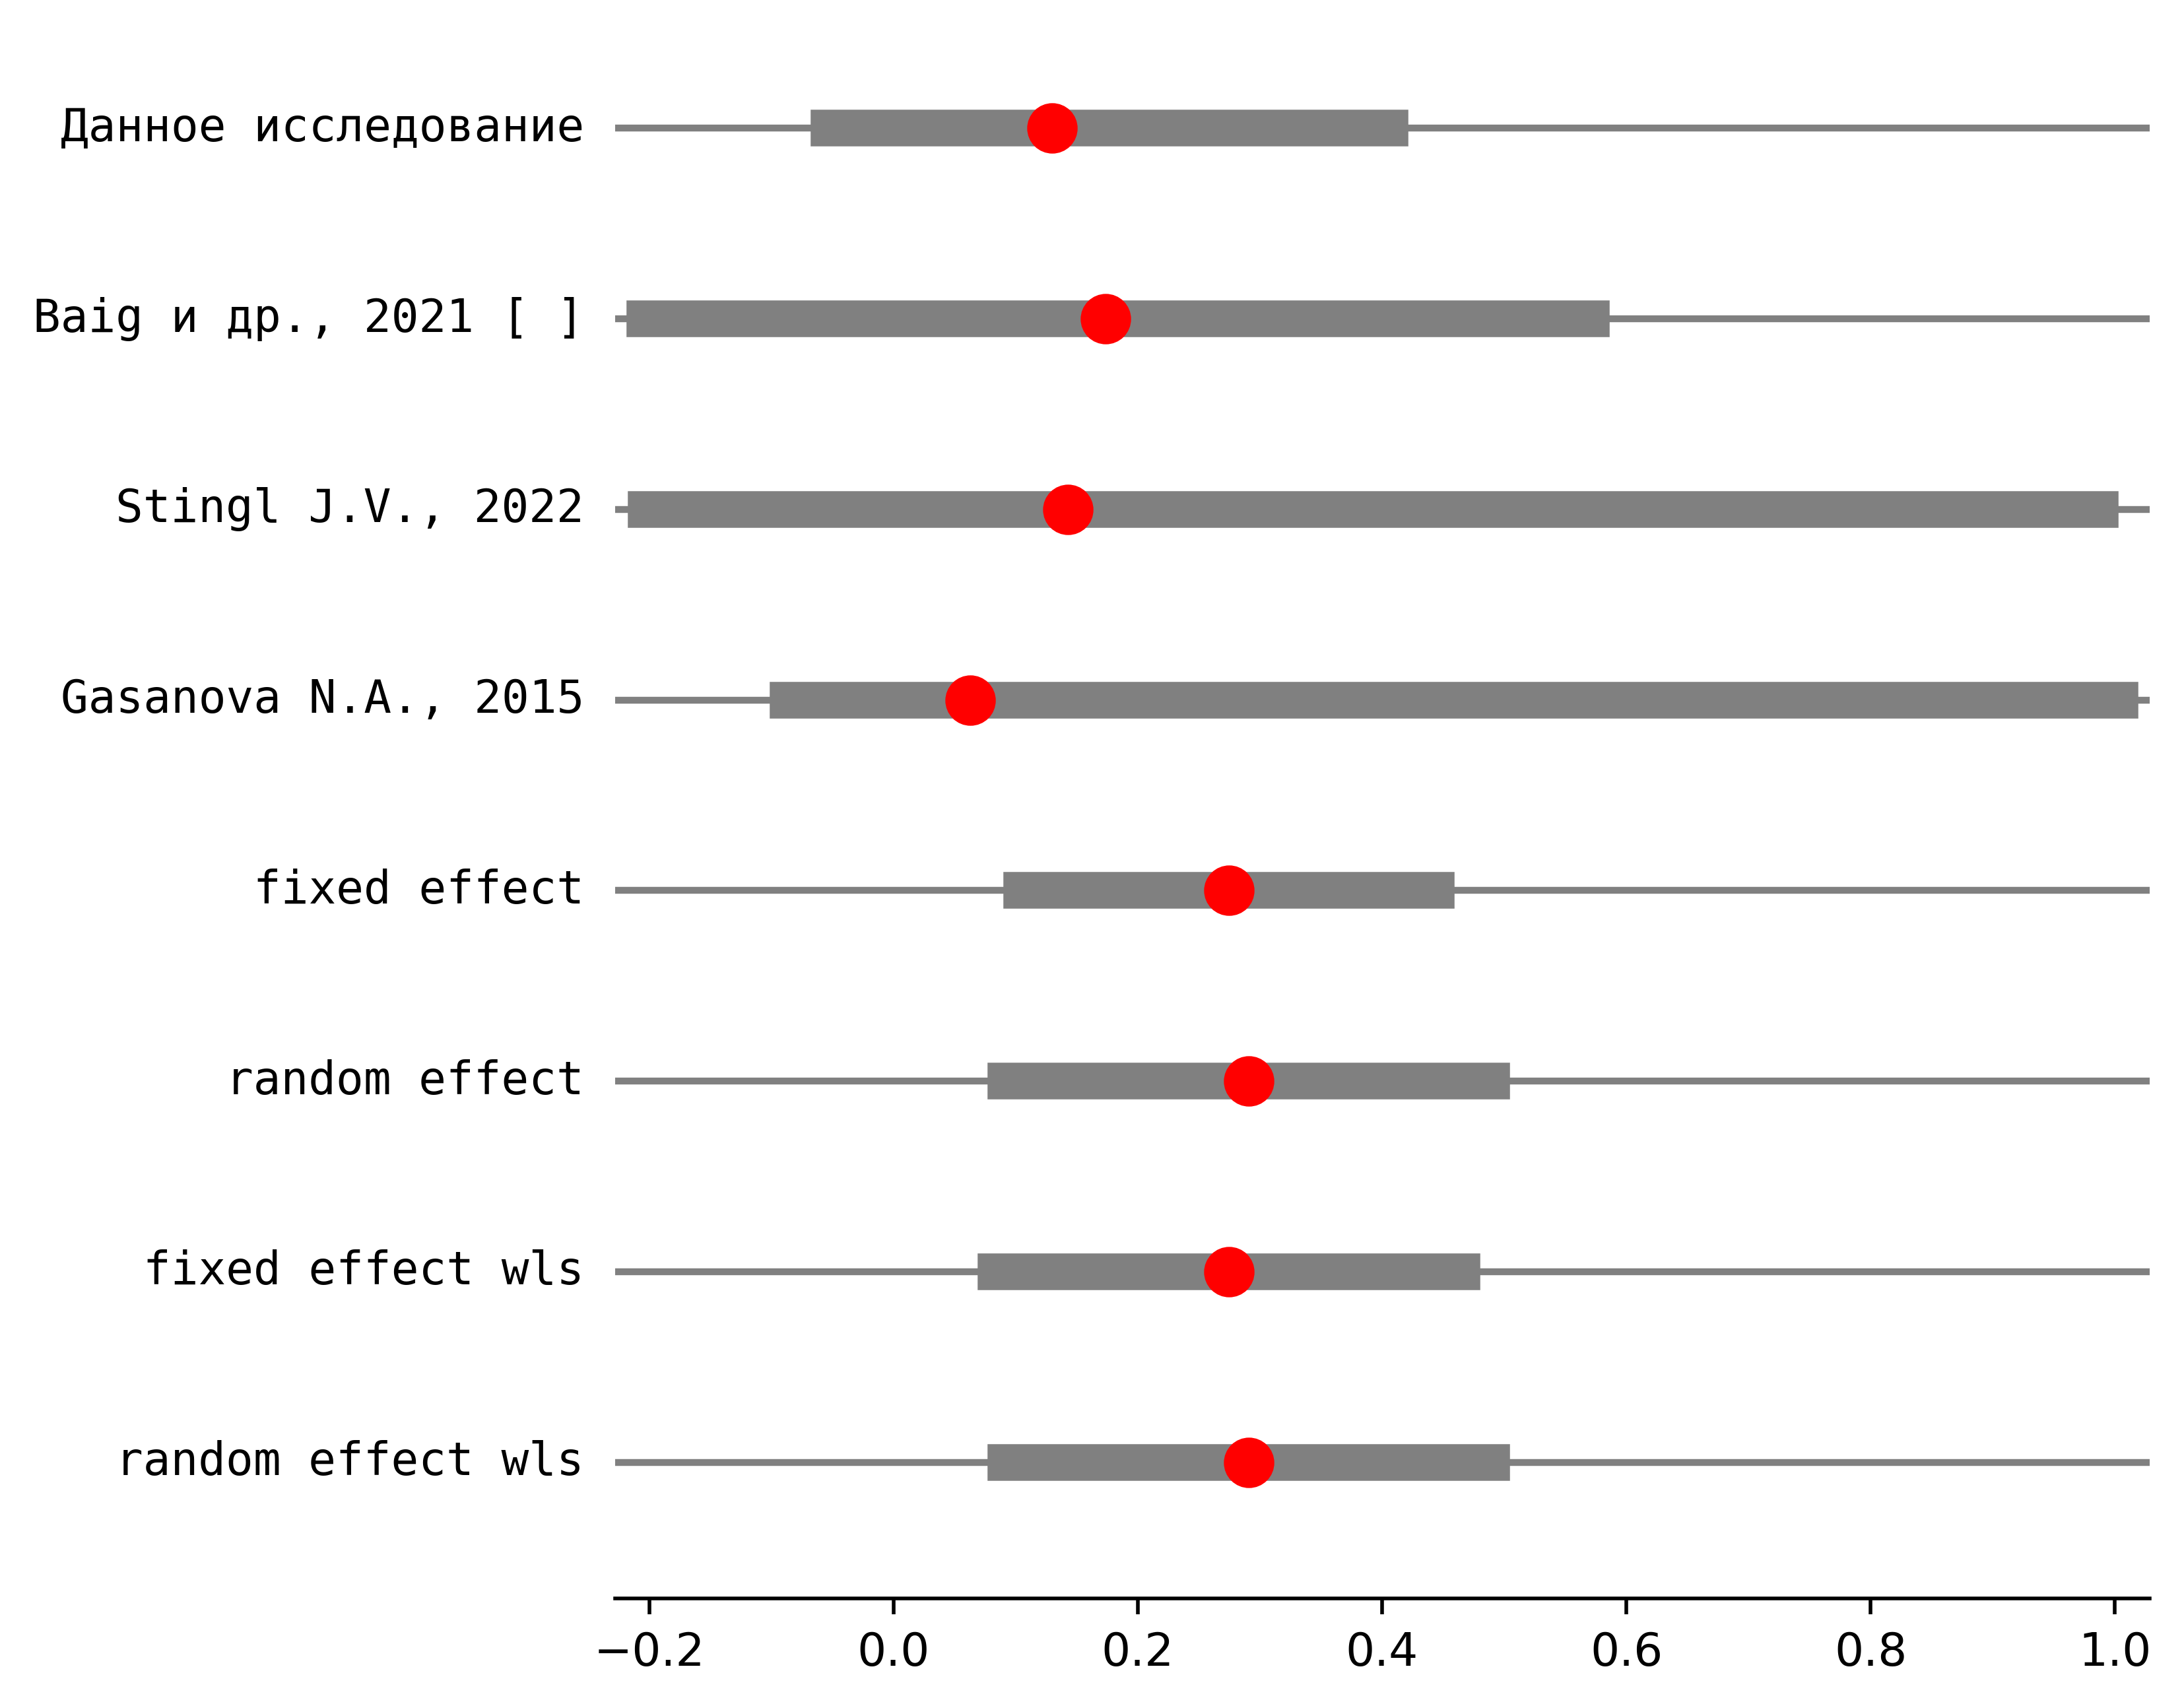 Данное исследование
Baig и др., 2021 [ ]
Stingl J.V., 2022
Gasanova N.A., 2015
fixed effect
random effect
fixed effect wls
random effect wls
−0.2 0.0 0.2 0.4 0.6 0.8 1.0